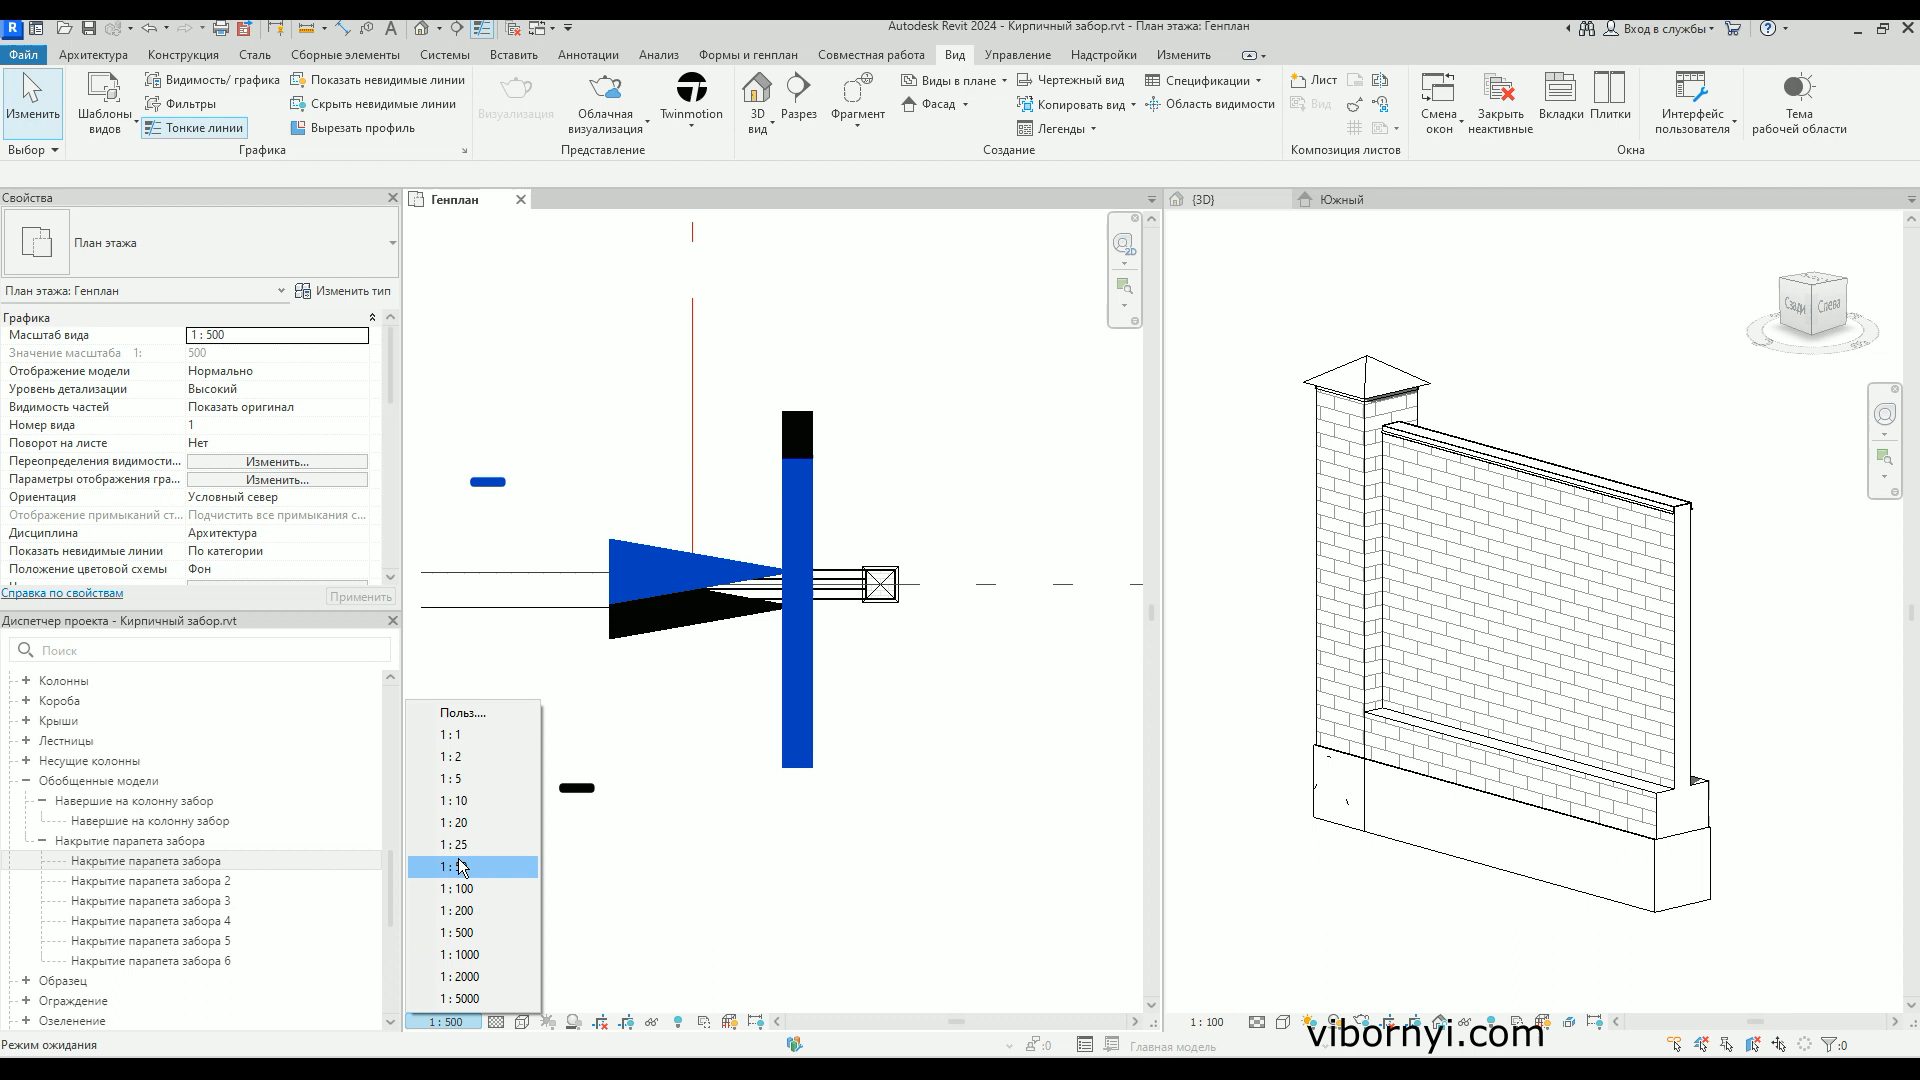 Autodesk Revit 2024 - Кирпичный забор.rvt - План этажа: Генплан
Вход в службы
Файл Архитектура Конструкция Сталь Сборные элементы Системы Вставить Аннотации Анализ Формы и генплан Совместная работа Вид Управление Надстройки Изменить
Изменить
Шаблоны видов
Видимость/ графика
Фильтры
Тонкие линии
Показать невидимые линии
Скрыть невидимые линии
Вырезать профиль
Визуализация
Облачная визуализация
Twinmotion
3D вид
Разрез
Фрагмент
Виды в плане
Фасад
Чертежный вид
Копировать вид
Легенды
Спецификации
Область видимости
Лист
Вид
Смена окон
Закрыть неактивные
Вкладки
Плитки
Интерфейс пользователя
Тема рабочей области
Выбор
Графика
Представление
Создание
Композиция листов
Окна
Свойства
План этажа
План этажа: Генплан
Изменить тип
Графика
Масштаб вида 1 : 500
Значение масштаба 1: 500
Отображение модели Нормально
Уровень детализации Высокий
Видимость частей Показать оригинал
Номер вида 1
Поворот на листе Нет
Переопределения видимости... Изменить...
Параметры отображения гра... Изменить...
Ориентация Условный север
Отображение примыканий ст... Подчистить все примыкания с...
Дисциплина Архитектура
Показать невидимые линии По категории
Положение цветовой схемы Фон
Справка по свойствам
Применить
Диспетчер проекта - Кирпичный забор.rvt
Поиск
Колонны
Короба
Крыши
Лестницы
Несущие колонны
Обобщенные модели
Навершие на колонну забор
Навершие на колонну забор
Накрытие парапета забора
Накрытие парапета забора
Накрытие парапета забора 2
Накрытие парапета забора 3
Накрытие парапета забора 4
Накрытие парапета забора 5
Накрытие парапета забора 6
Образец
Ограждение
Озеленение
Режим ожидания
Генплан
2D
Польз....
1 : 1
1 : 2
1 : 5
1 : 10
1 : 20
1 : 25
1 : 100
1 : 200
1 : 500
1 : 1000
1 : 2000
1 : 5000
1 : 500
:0
Главная модель
{3D}
Южный
Сзади
Слева
1 : 100
vibornyi.com
:0